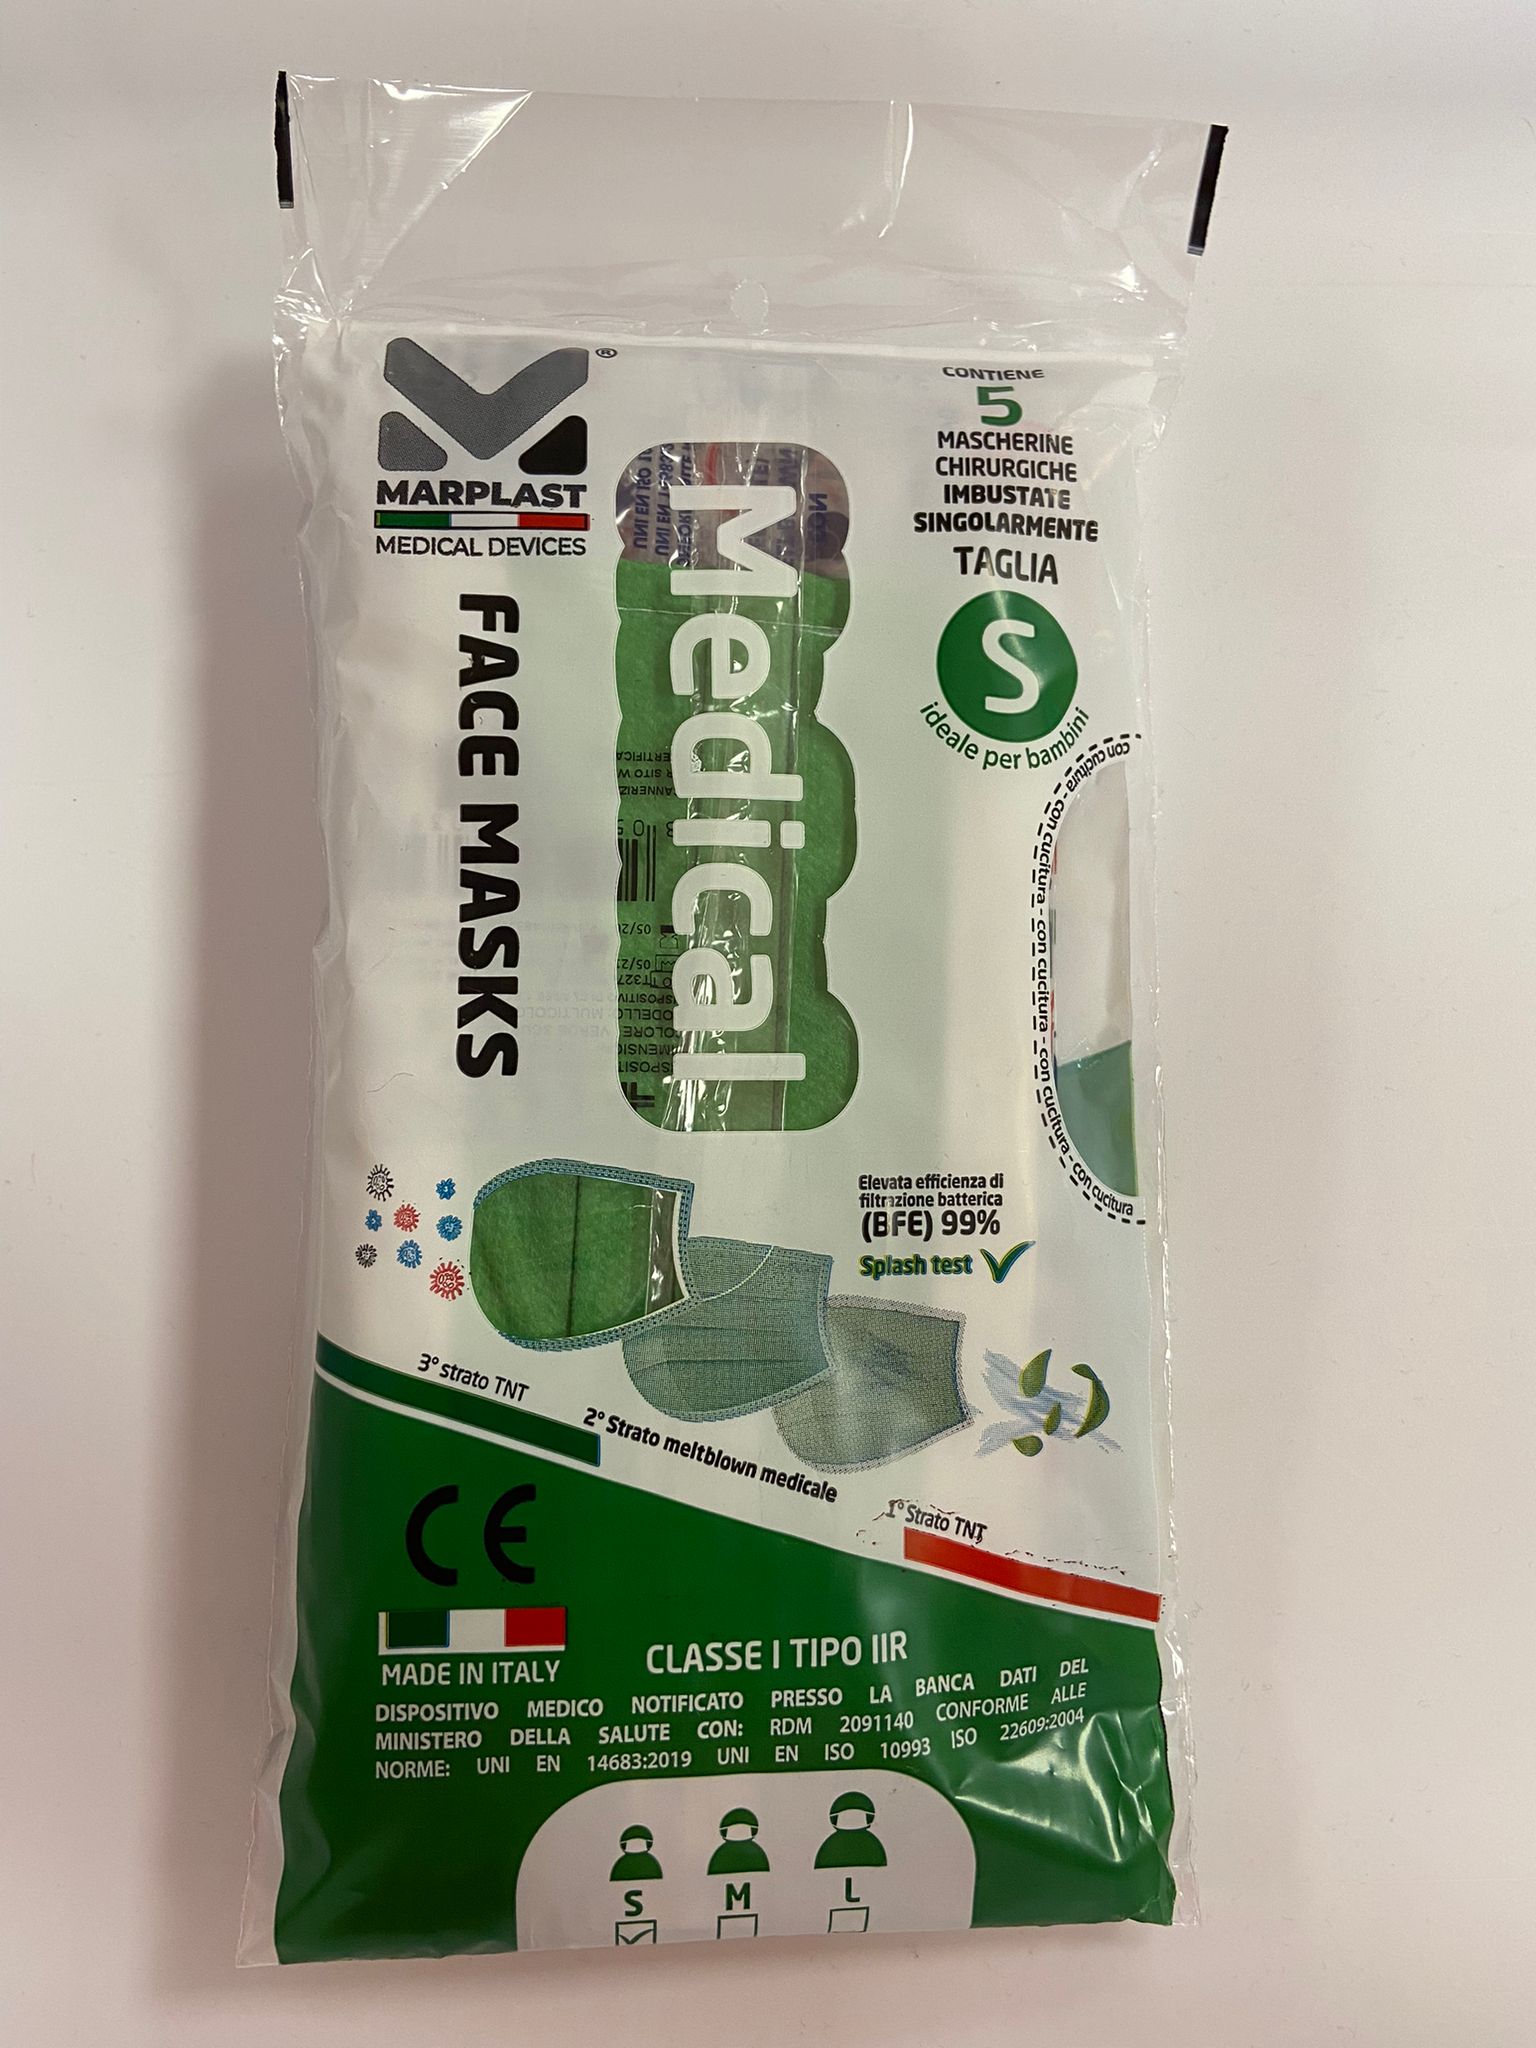 ®
MARPLAST
MEDICAL DEVICES
CONTIENE
5
MASCHERINE
CHIRURGICHE
IMBUSTATE
SINGOLARMENTE
TAGLIA
S
ideale per bambini
FACE MASKS
Medical
con cucitura - con cucitura - con cucitura - con cucitura - con cucitura - con cucitura
Elevata efficienza di
filtrazione batterica
(BFE) 99%
Splash test
3° strato TNT
2° Strato meltblown medicale
1° Strato TNT
CE
MADE IN ITALY
CLASSE I TIPO IIR
DISPOSITIVO MEDICO NOTIFICATO PRESSO LA BANCA DATI DEL
MINISTERO DELLA SALUTE CON: RDM 2091140 CONFORME ALLE
NORME: UNI EN 14683:2019 UNI EN ISO 10993 ISO 22609:2004
S M L